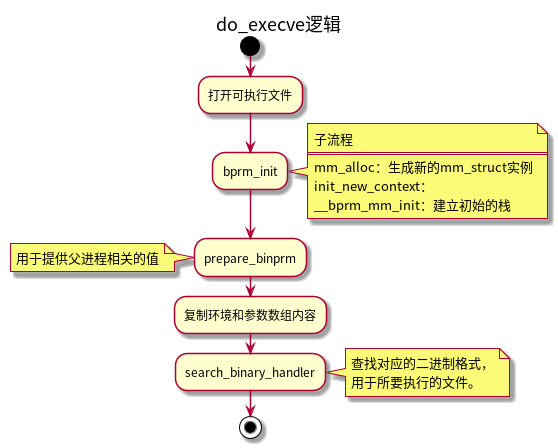 do_execve逻辑
打开可执行文件
子流程
mm_alloc：生成新的mm_struct实例
init_new_context：
__bprm_mm_init：建立初始的栈
bprm_init
用于提供父进程相关的值
prepare_binprm
复制环境和参数数组内容
search_binary_handler
查找对应的二进制格式，
用于所要执行的文件。